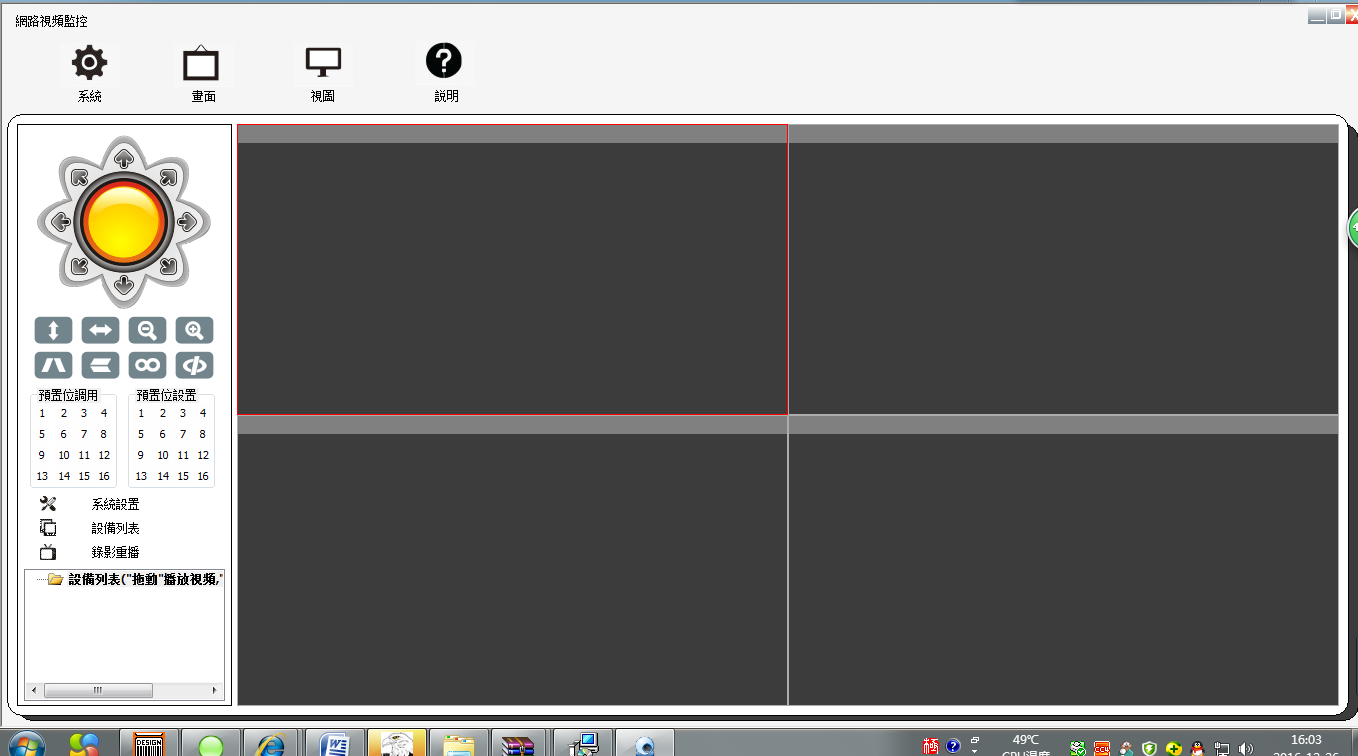 網路視頻監控
系統 畫面 視圖 説明
預置位調用 預置位設置
1 2 3 4 1 2 3 4
5 6 7 8 5 6 7 8
9 10 11 12 9 10 11 12
13 14 15 16 13 14 15 16
系統設置
設備列表
錄影重播
設備列表("拖動"播放視頻,"
DESIGN
49℃
16:03